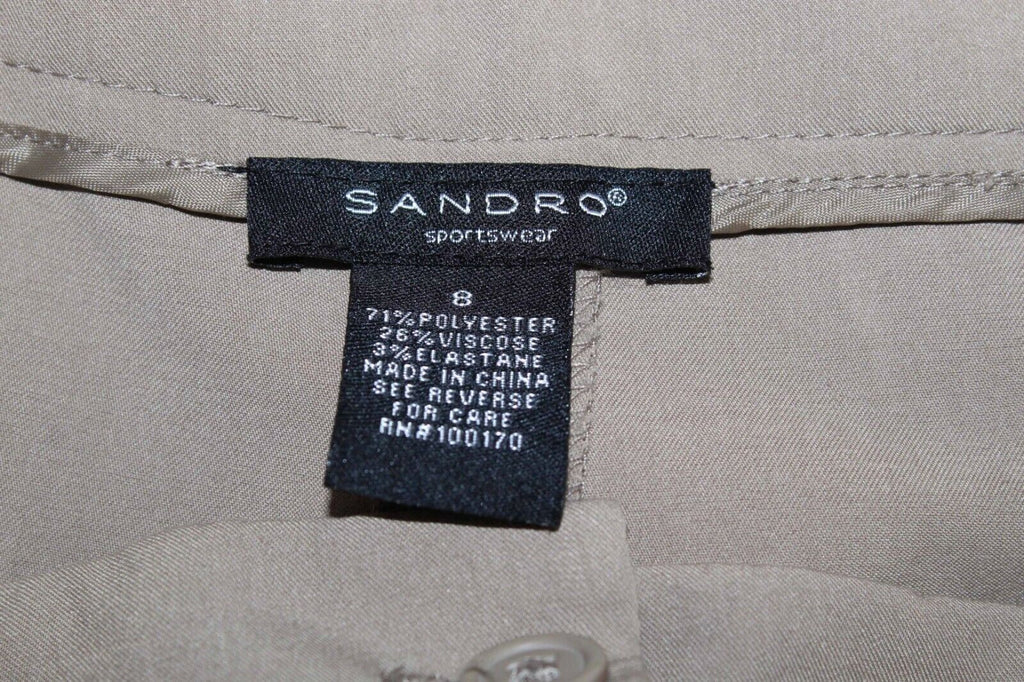 SANDRO®
sportswear
8
71% POLYESTER
26% VISCOSE
3% ELASTANE
MADE IN CHINA
SEE REVERSE
FOR CARE
RN#100170